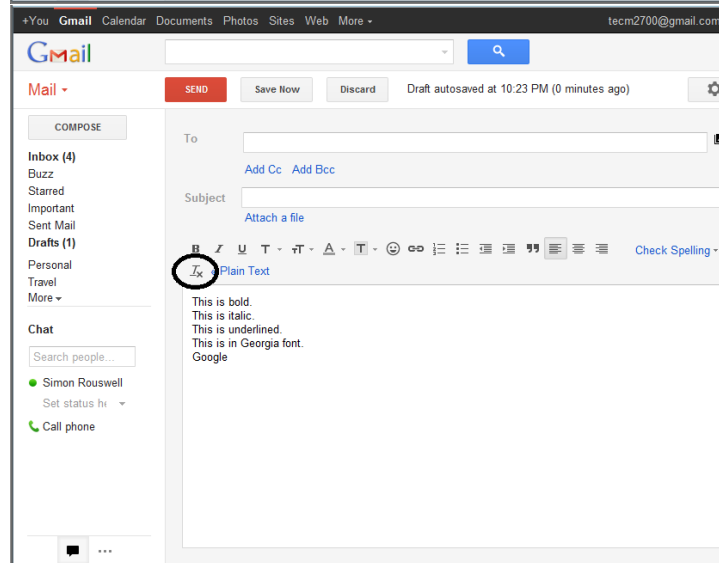 +You Gmail Calendar Documents Photos Sites Web More tecm2700@gmail.com
Gmail
Mail SEND Save Now Discard Draft autosaved at 10:23 PM (0 minutes ago)
COMPOSE
To
Add Cc Add Bcc
Inbox (4)
Buzz
Starred
Subject
Important
Attach a file
Sent Mail
Drafts (1)
B I U T T A T Check Spelling
Personal
Tx « Plain Text
Travel
More
This is bold.
This is italic.
This is underlined.
This is in Georgia font.
Google
Chat
Search people...
Simon Rouswell
Set status
Call phone